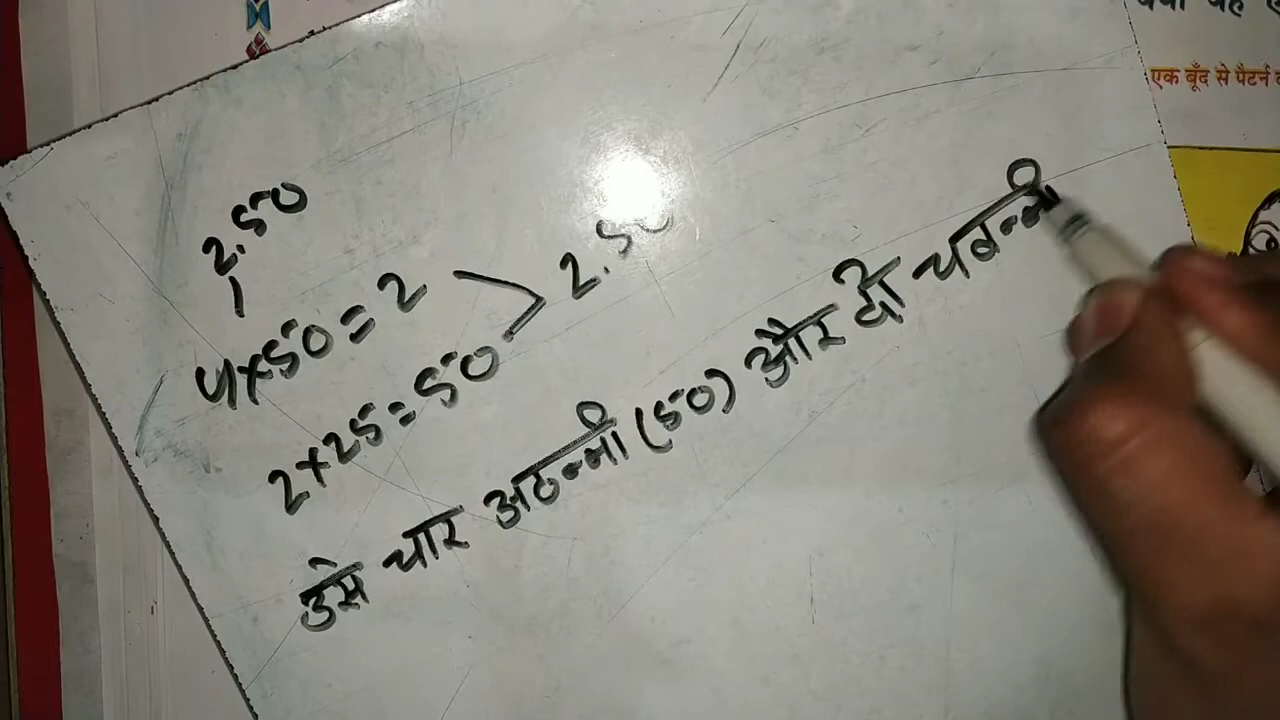 2.50
4×50=2
2.50
2×25=50
उसे चार अठन्नी (50) और दो चवन्नी
एक बूँद से पैटर्न